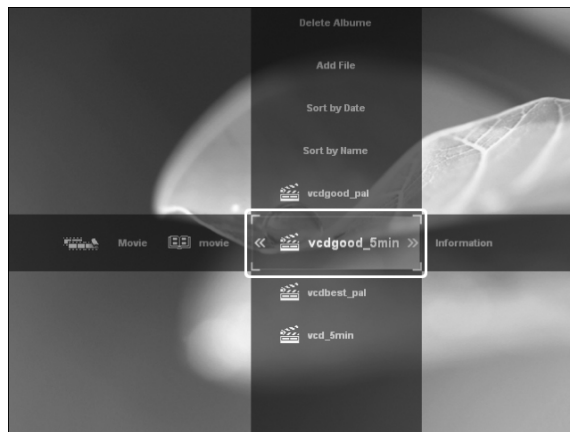 Delete Albume
Add File
Sort by Date
Sort by Name
vcdgood_pal
Movie movie « vcdgood_5min » Information
vcdbest_pal
vcd_5min